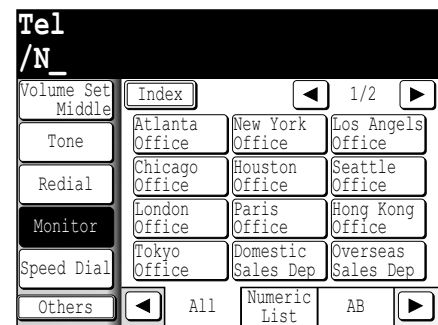 Tel
/N_
Volume Set
Middle
Tone
Redial
Monitor
Speed Dial
Others
Index
1/2
Atlanta
Office
New York
Office
Los Angels
Office
Chicago
Office
Houston
Office
Seattle
Office
London
Office
Paris
Office
Hong Kong
Office
Tokyo
Office
Domestic
Sales Dep
Overseas
Sales Dep
All
Numeric
List
AB